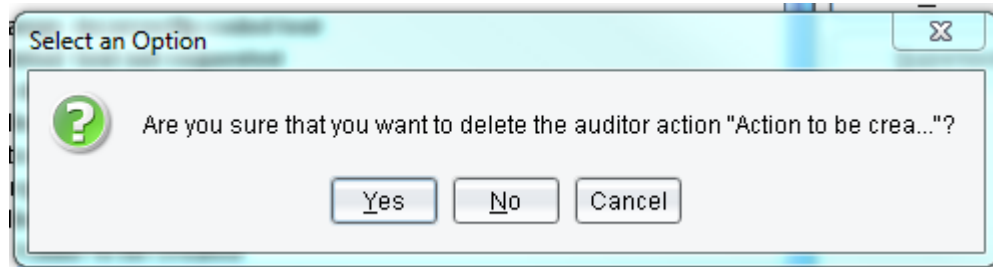 Select an Option
Are you sure that you want to delete the auditor action "Action to be crea..."?
Yes
No
Cancel